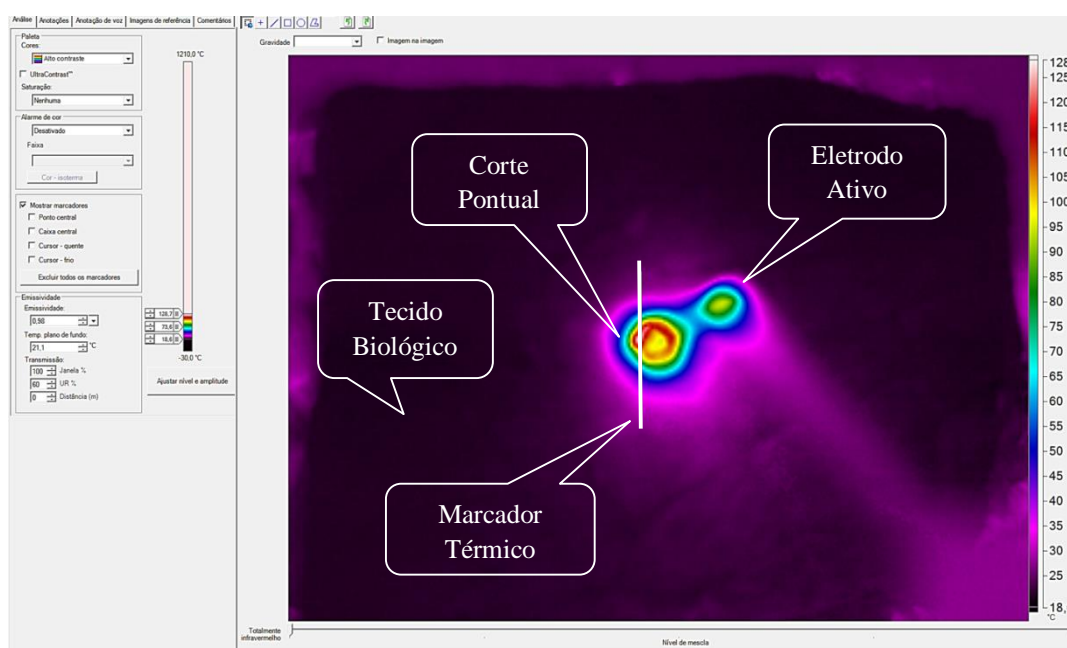 Análise Anotações Anotação de voz Imagens de referência Comentários
Paleta
Cores:
Alto contraste
UltraContrast™
Saturação:
Nenhuma
Alarme de cor
Desativado
Faixa
Cor - isoterma
Mostrar marcadores
Ponto central
Caixa central
Cursor - quente
Cursor - frio
Excluir todos os marcadores
Emissividade
Emissividade:
0,98
Temp. plano de fundo:
21,1 °C
Transmissão:
100 Janela %
60 UR %
0 Distância (m)
1210,0 °C
128,7
73,6
18,6
-30,0 °C
Ajustar nível e amplitude
Gravidade
Imagem na imagem
Corte
Pontual
Eletrodo
Ativo
Tecido
Biológico
Marcador
Térmico
128
120
115
110
105
100
95
90
85
80
75
70
65
60
55
50
45
40
35
30
25
18,
°C
Totalmente
infravermelho
Nível de mescla